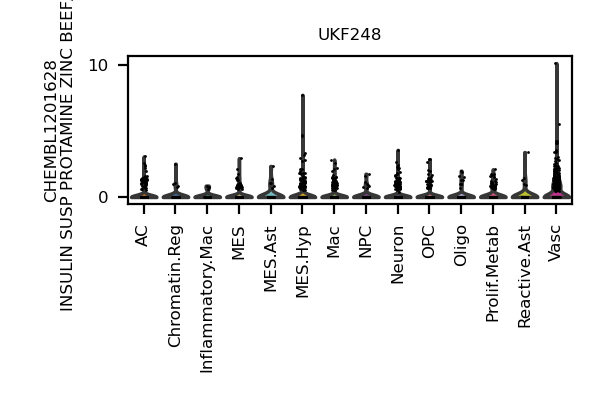 UKF248
CHEMBL1201628
INSULIN SUSP PROTAMINE ZINC BEEF
10
0
AC
Chromatin.Reg
Inflammatory.Mac
MES
MES.Ast
MES.Hyp
Mac
NPC
Neuron
OPC
Oligo
Prolif.Metab
Reactive.Ast
Vasc